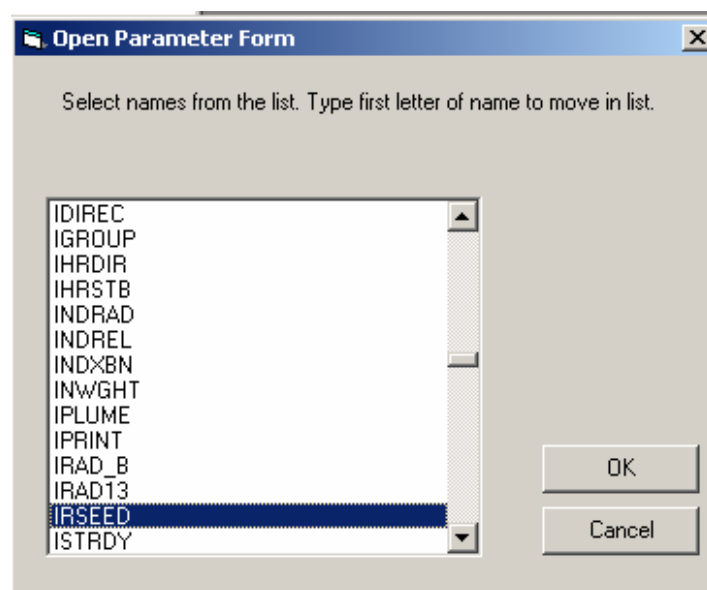 Open Parameter Form
Select names from the list. Type first letter of name to move in list.
IDIREC
IGROUP
IHRDIR
IHRSTB
INDRAD
INDREL
INDXBN
INWGHT
IPLUME
IPRINT
IRAD_B
IRAD13
IRSEED
ISTRDY
OK
Cancel